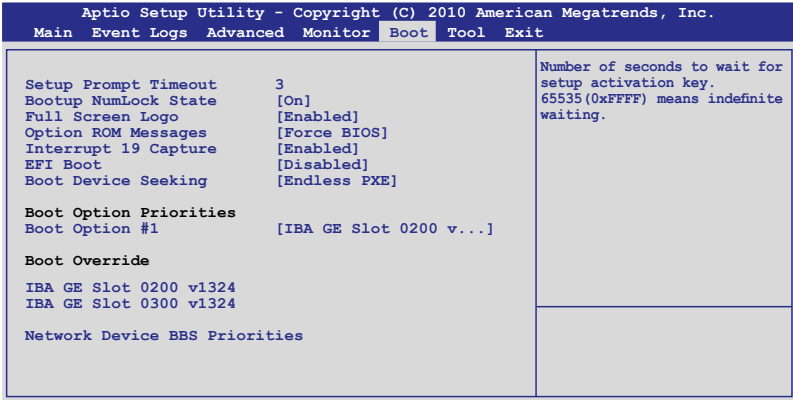 Aptio Setup Utility - Copyright (C) 2010 American Megatrends, Inc.
Main Event Logs Advanced Monitor Boot Tool Exit
Setup Prompt Timeout 3
Bootup NumLock State [On]
Full Screen Logo [Enabled]
Option ROM Messages [Force BIOS]
Interrupt 19 Capture [Enabled]
EFI Boot [Disabled]
Boot Device Seeking [Endless PXE]
Boot Option Priorities
Boot Option #1 [IBA GE Slot 0200 v...]
Boot Override
IBA GE Slot 0200 v1324
IBA GE Slot 0300 v1324
Network Device BBS Priorities
Number of seconds to wait for
setup activation key.
65535(0xFFFF) means indefinite
waiting.